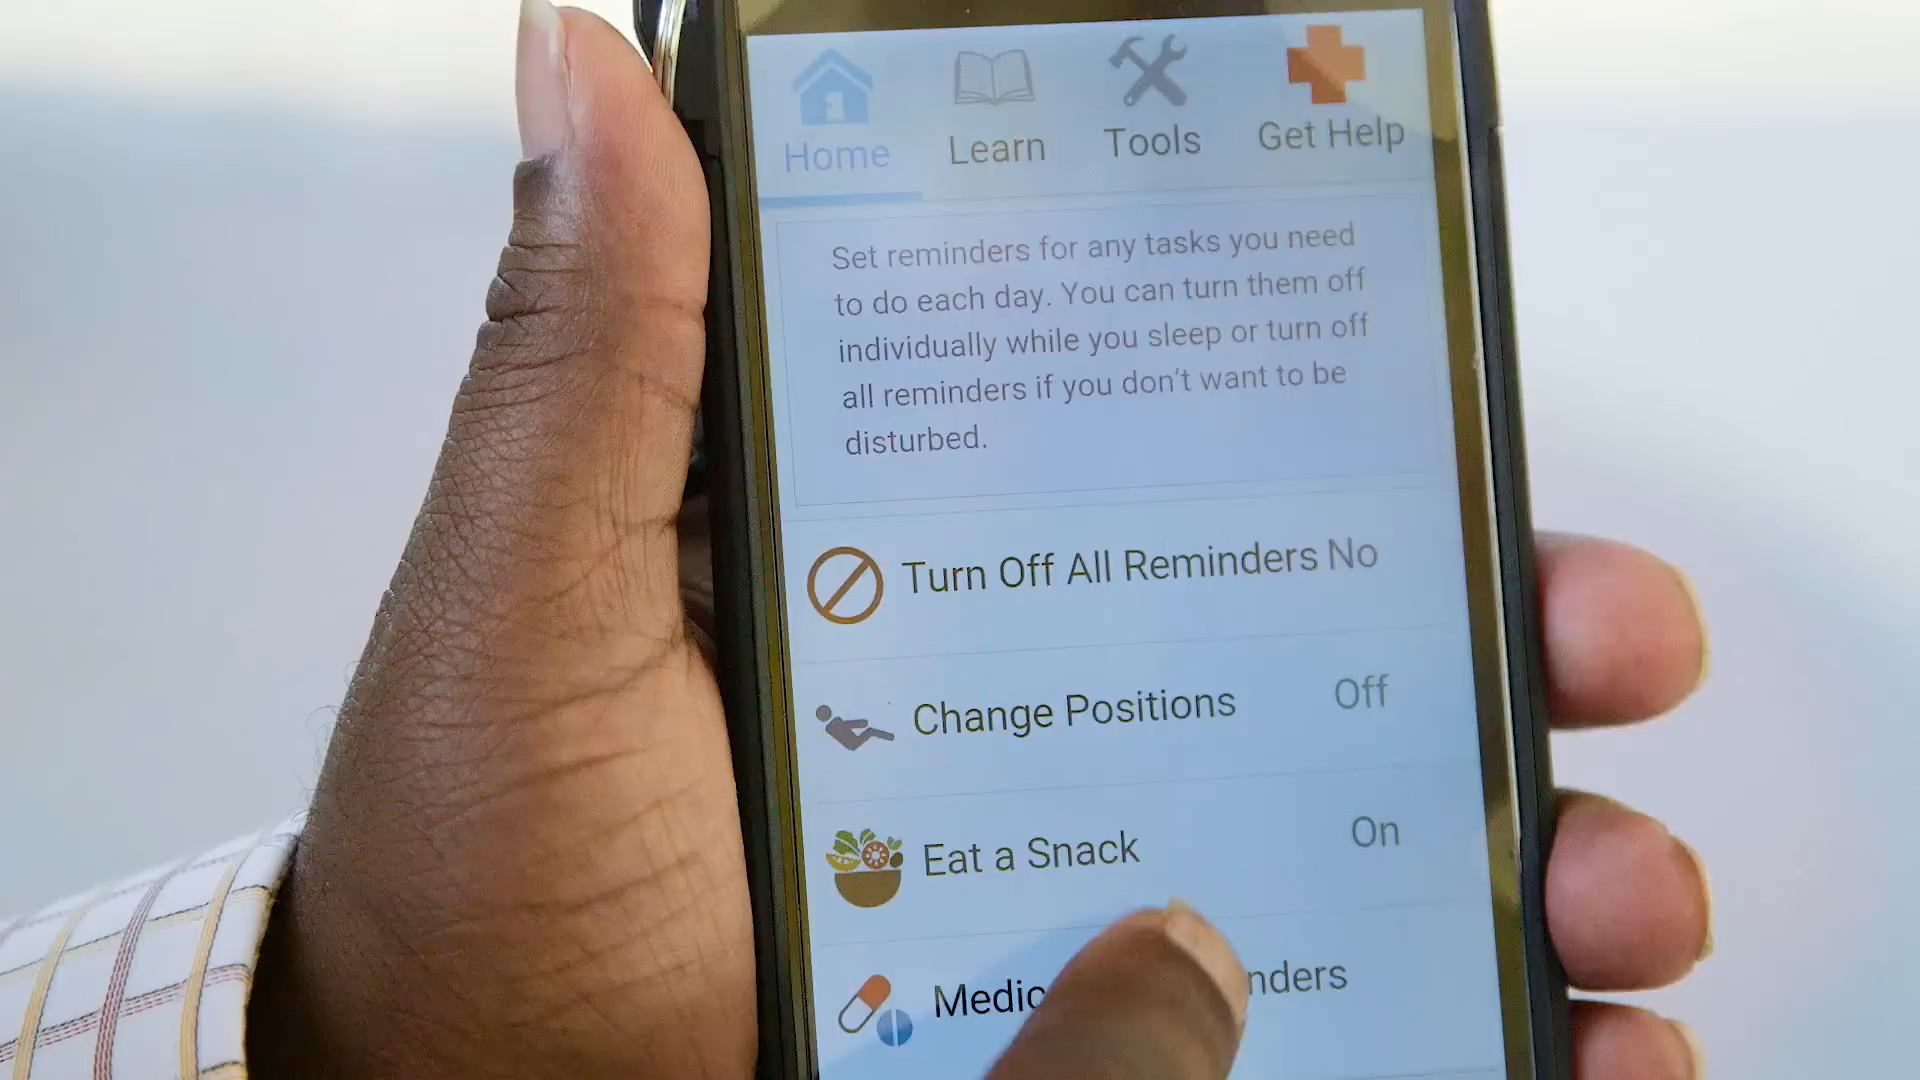 Home Learn Tools Get Help
Set reminders for any tasks you need
to do each day. You can turn them off
individually while you sleep or turn off
all reminders if you don't want to be
disturbed.
Turn Off All Reminders No
Change Positions Off
Eat a Snack On